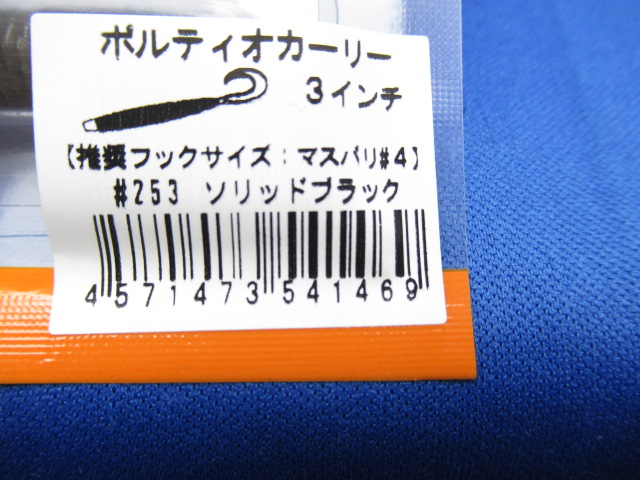 ポルティオカーリー
3インチ
【推奨フックサイズ：マスバリ#4】
#253 ソリッドブラック
4571473541469